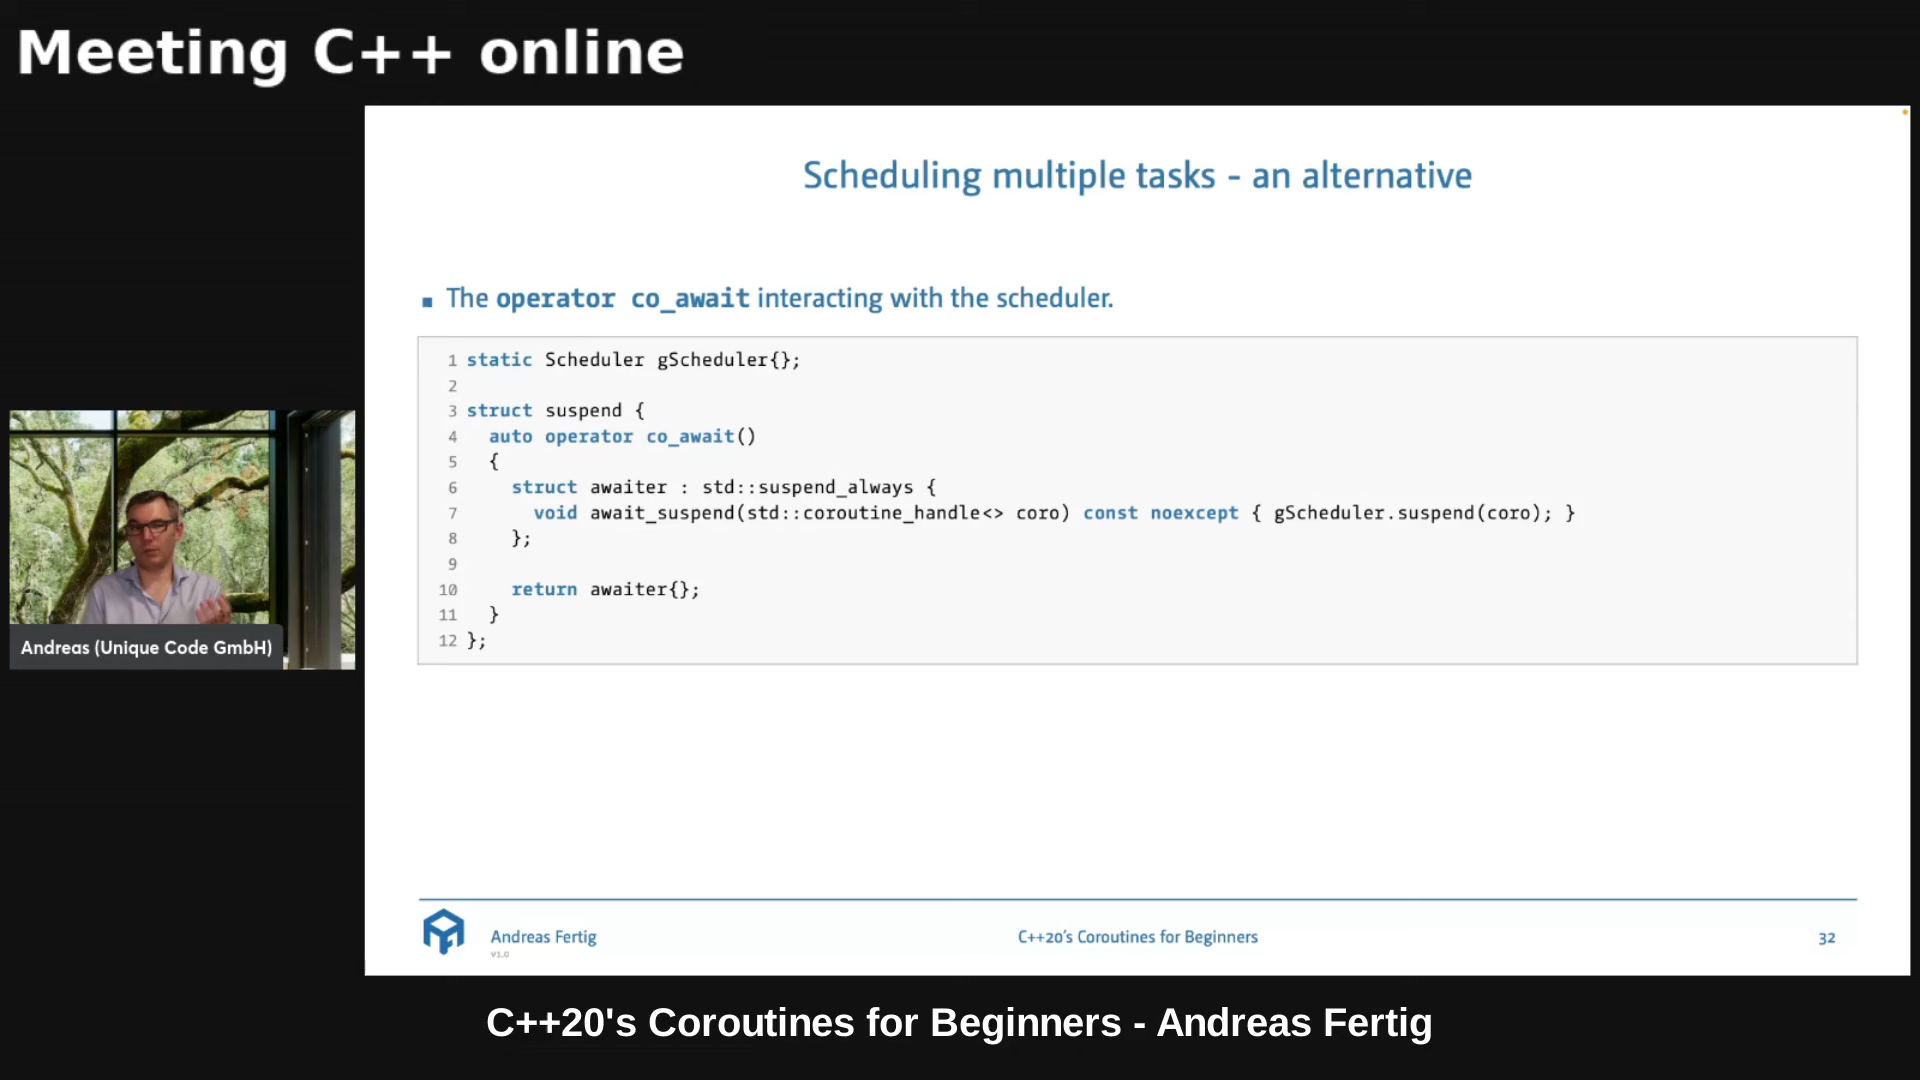 Meeting C++ online
Scheduling multiple tasks - an alternative
■ The operator co_await interacting with the scheduler.
1 static Scheduler gScheduler{};
2
3 struct suspend {
4 auto operator co_await()
5 {
6 struct awaiter : std::suspend_always {
7 void await_suspend(std::coroutine_handle<> coro) const noexcept { gScheduler.suspend(coro); }
8 };
9
10 return awaiter{};
11 }
12 };
Andreas (Unique Code GmbH)
Andreas Fertig
v1.0
C++20's Coroutines for Beginners
32
C++20's Coroutines for Beginners - Andreas Fertig